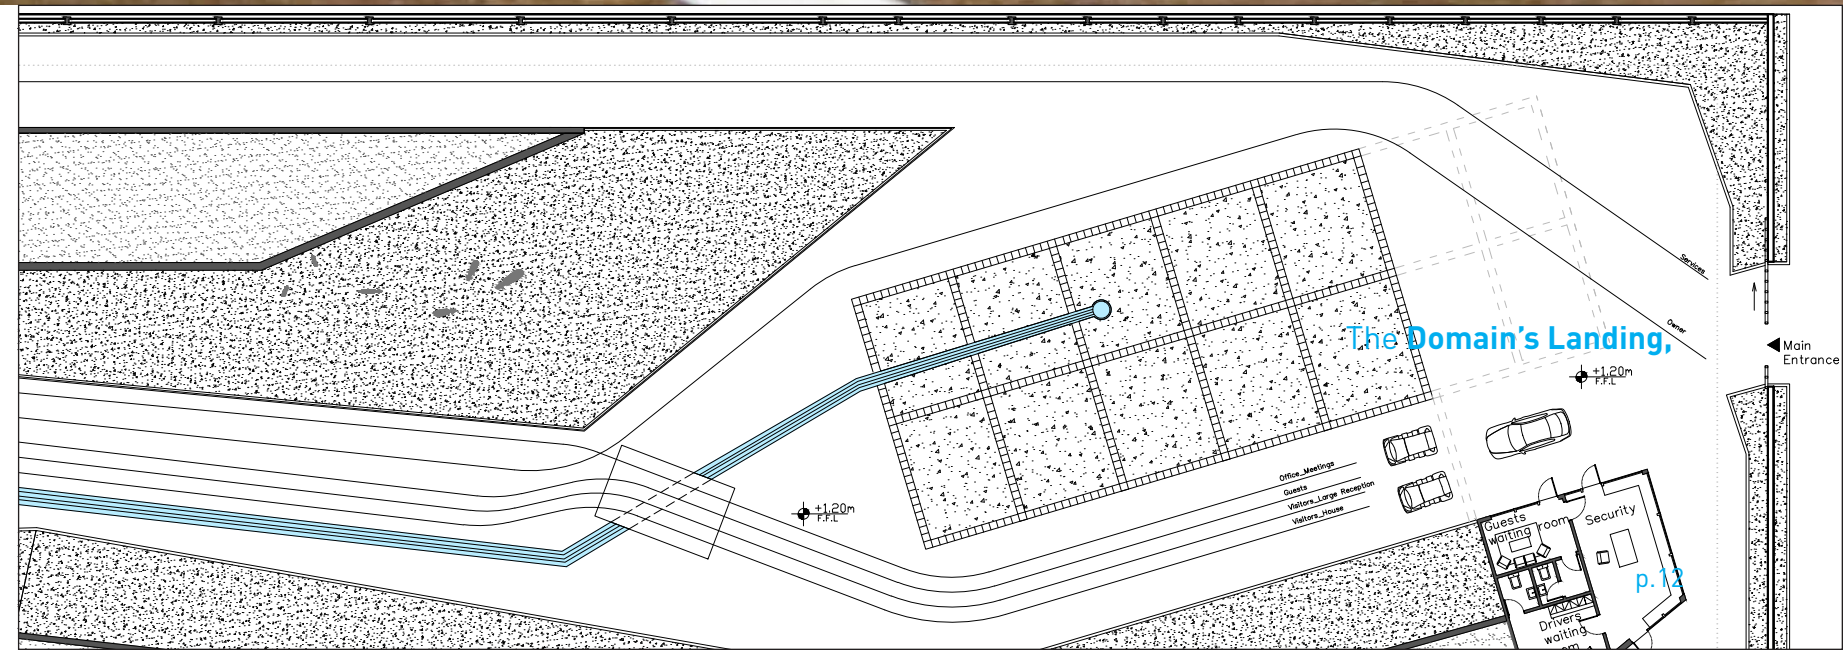 Services
Owner
The Domain's Landing,
Main
Entrance
+1.20m
F.F.L
Office_Meetings
Guests
Visitors_Large Reception
Visitors_House
+1.20m
F.F.L
Guests
waiting room
Security
p.12
Drivers
waiting